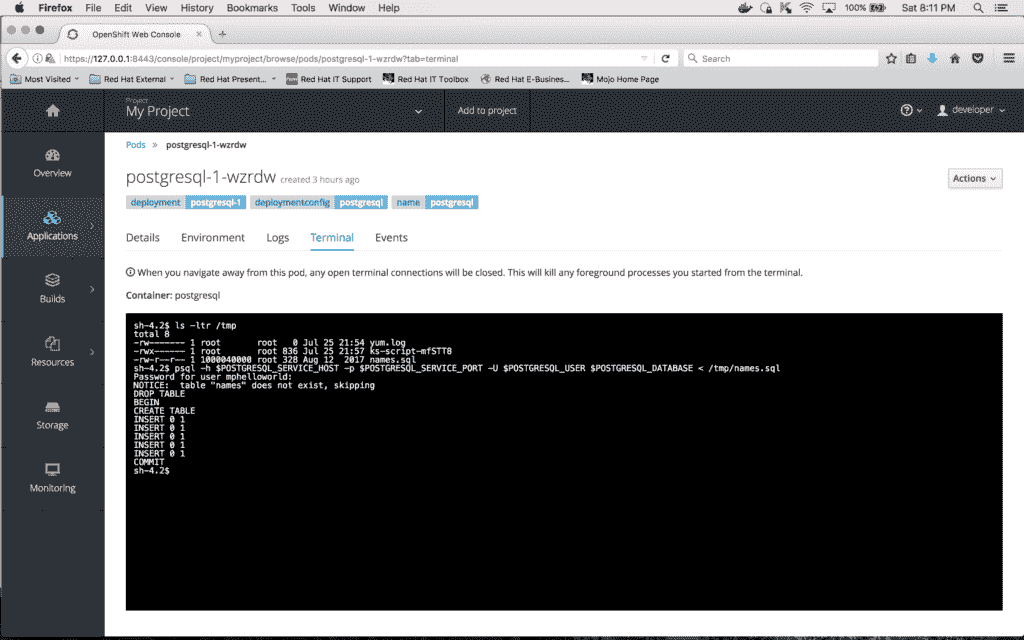 Firefox File Edit View History Bookmarks Tools Window Help 100% Sat 8:11 PM
OpenShift Web Console
https://127.0.0.1:8443/console/project/myproject/browse/pods/postgresql-1-wzrdw?tab=terminal Search
Most Visited Red Hat External Red Hat Present... Red Hat IT Support Red Hat IT Toolbox Red Hat E-Busines... Mojo Home Page
Project
My Project Add to project developer
Pods » postgresql-1-wzrdw
Overview
postgresql-1-wzrdw created 3 hours ago
Actions
deployment postgresql-1 deploymentconfig postgresql name postgresql
Applications
Details Environment Logs Terminal Events
When you navigate away from this pod, any open terminal connections will be closed. This will kill any foreground processes you started from the terminal.
Builds
Container: postgresql
Resources
Storage
Monitoring
sh-4.2$ ls -ltr /tmp
total 8
-rw------- 1 root root 0 Jul 25 21:54 yum.log
-rwx------ 1 root root 836 Jul 25 21:57 ks-script-mfSTT8
-rw-r--r-- 1 1000040000 root 328 Aug 12 2017 names.sql
sh-4.2$ psql -h $POSTGRESQL_SERVICE_HOST -p $POSTGRESQL_SERVICE_PORT -U $POSTGRESQL_USER $POSTGRESQL_DATABASE < /tmp/names.sql
Password for user mphelloworld:
NOTICE: table "names" does not exist, skipping
DROP TABLE
BEGIN
CREATE TABLE
INSERT 0 1
INSERT 0 1
INSERT 0 1
INSERT 0 1
INSERT 0 1
COMMIT
sh-4.2$